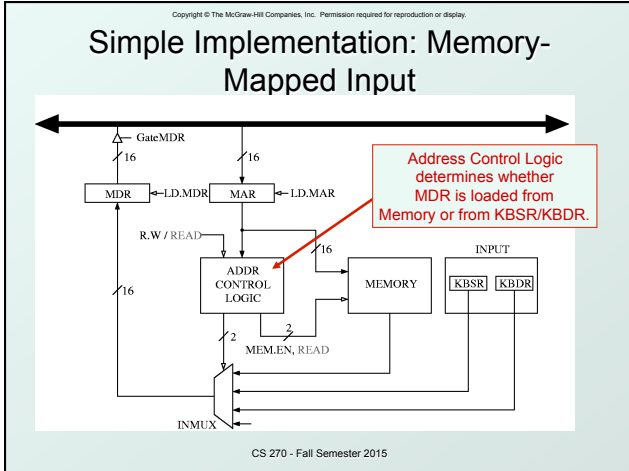 Copyright © The McGraw-Hill Companies, Inc.  Permission required for reproduction or display.
Simple Implementation: Memory-
Mapped Input
GateMDR
16
16
MDR
LD.MDR
MAR
LD.MAR
Address Control Logic
determines whether
MDR is loaded from
Memory or from KBSR/KBDR.
R.W / READ
16
ADDR
CONTROL
LOGIC
MEMORY
INPUT
KBSR
KBDR
16
2
2
MEM.EN, READ
INMUX
CS 270 - Fall Semester 2015